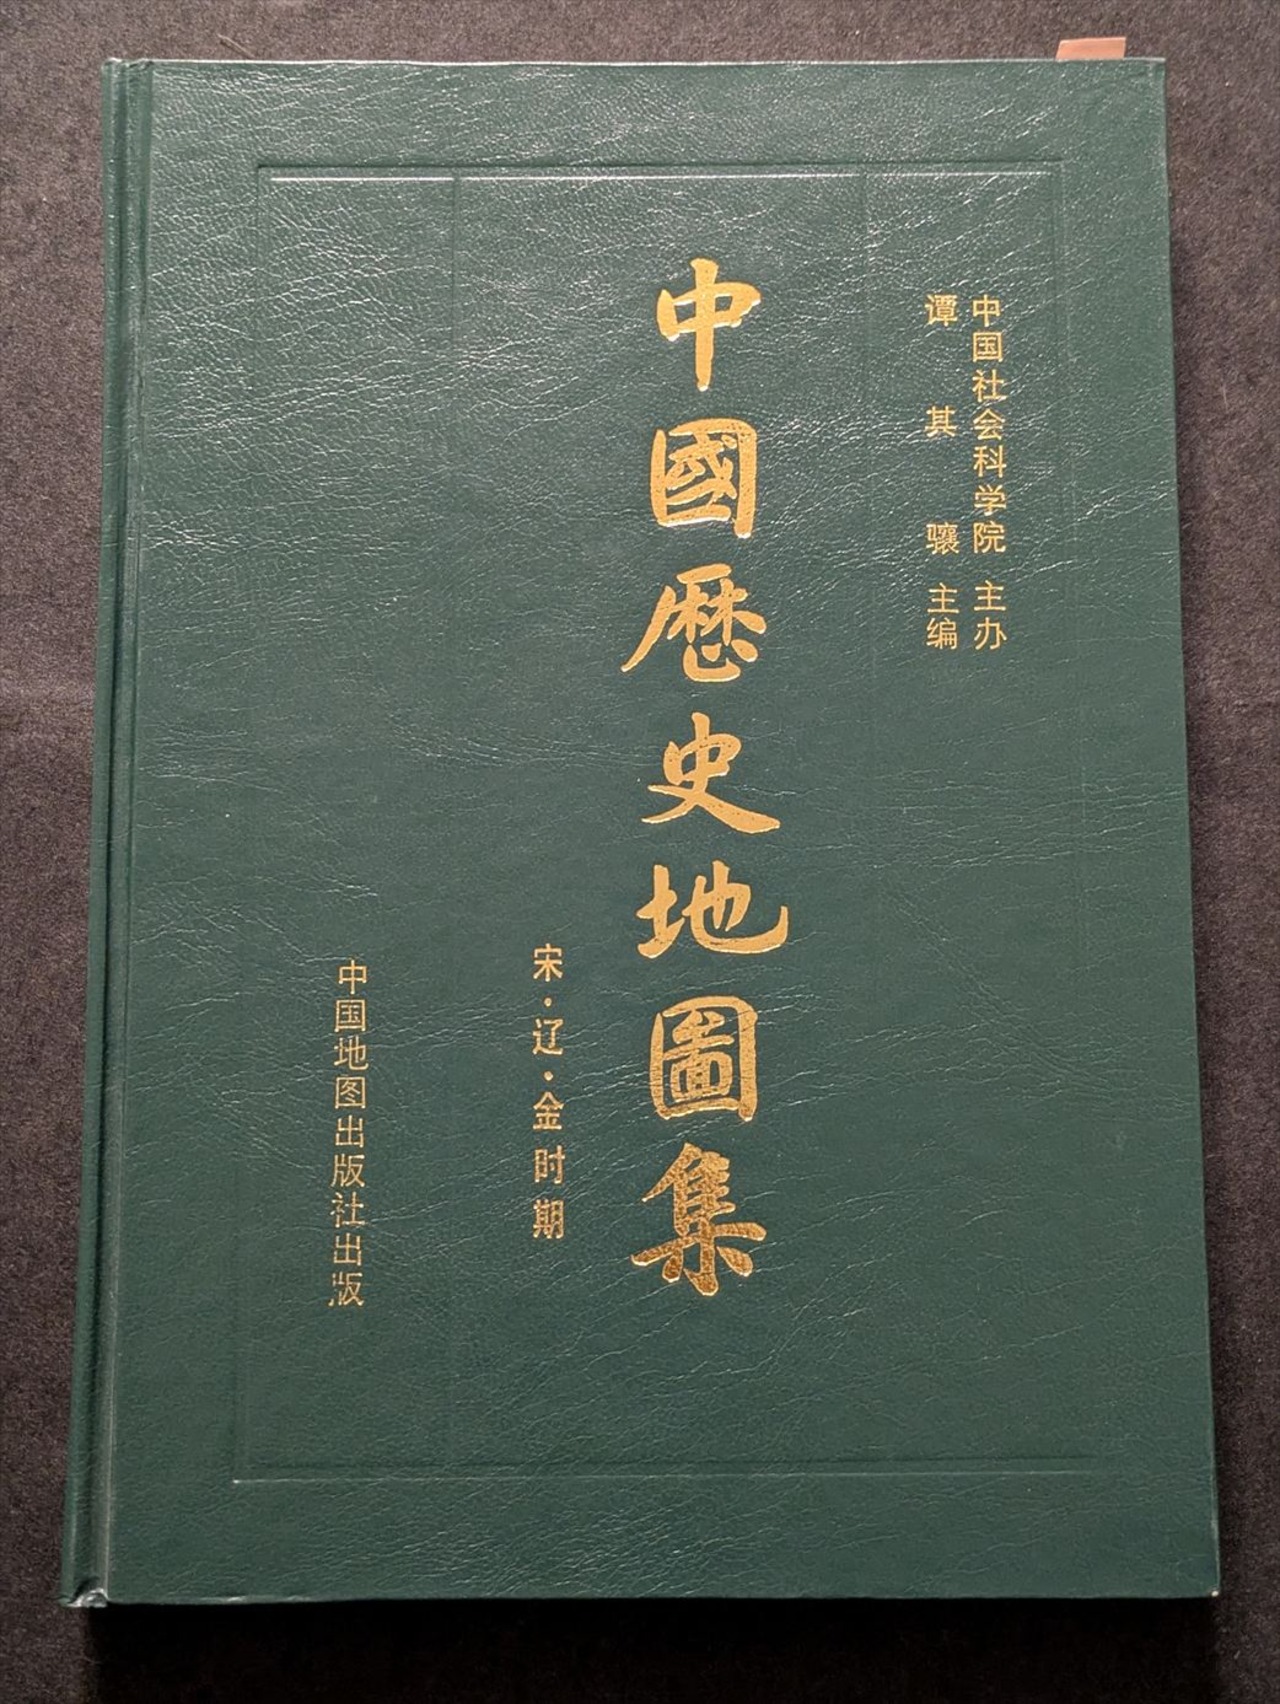 中国社会科学院 主办
谭其骧 主编
中國歷史地圖集
宋·辽·金时期
中国地图出版社出版